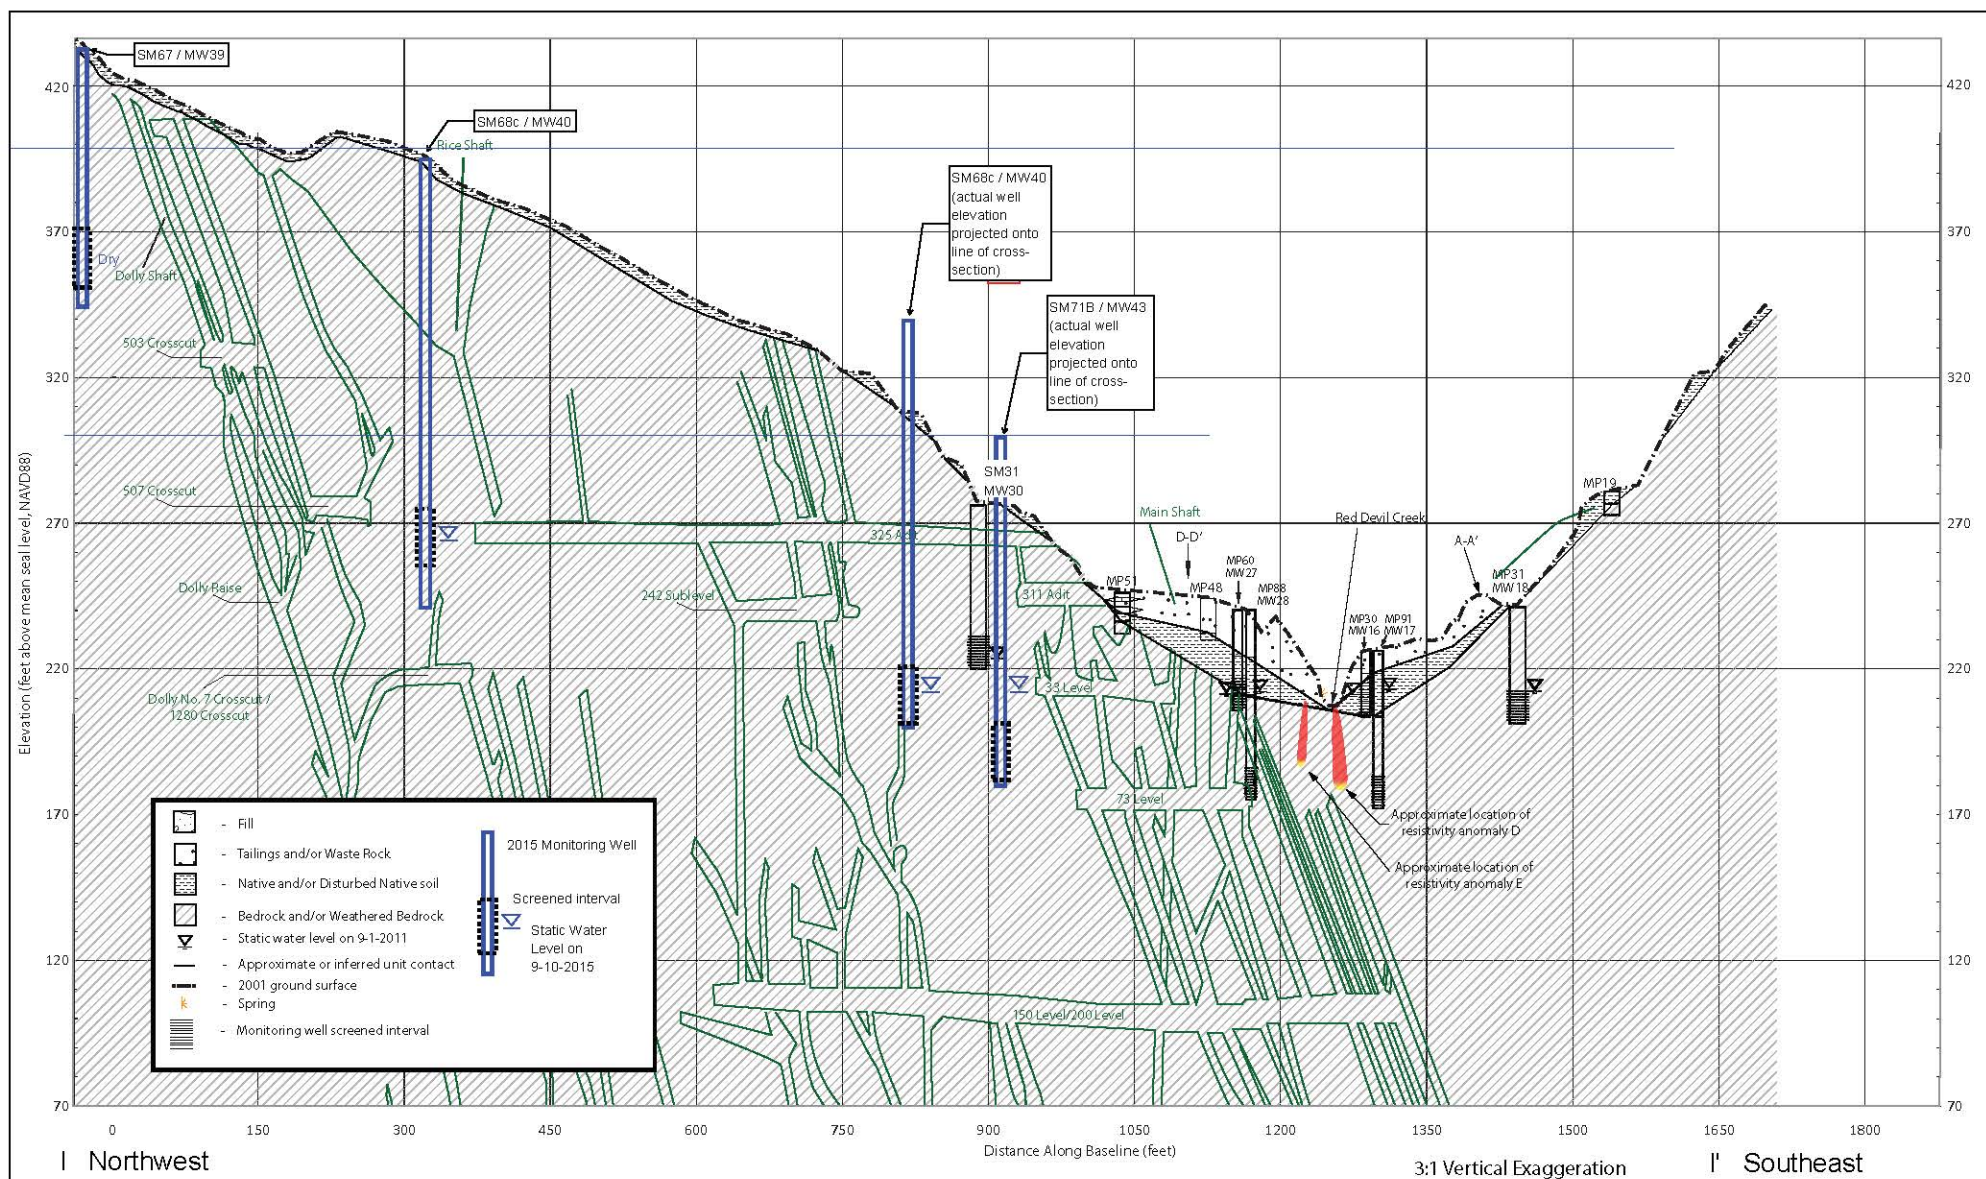 SM67 / MW39
SM68c / MW40
Rice Shaft
SM68c / MW40
(actual well
elevation
projected onto
line of cross-
section)
SM71B / MW43
(actual well
elevation
projected onto
line of cross-
section)
420
370
320
270
220
170
120
70
420
370
320
270
220
170
120
70
Elevation (feet above mean seal level, NAVD88)
Dry
Dolly Shaft
503 Crosscut
507 Crosscut
Dolly Raise
Dolly No. 7 Crosscut /
1280 Crosscut
325 Adit
242 Sublevel
SM31
MW30
311 Adit
33 Level
73 Level
150 Level/200 Level
Main Shaft
D-D'
MP51
MP48
MP60
MW27
MP88
MW28
Red Devil Creek
A-A'
MP30
MW16
MP91
MW17
MP31
MW18
MP19
Approximate location of
resistivity anomaly D
Approximate location of
resistivity anomaly E
- Fill
- Tailings and/or Waste Rock
- Native and/or Disturbed Native soil
- Bedrock and/or Weathered Bedrock
- Static water level on 9-1-2011
- Approximate or inferred unit contact
- 2001 ground surface
- Spring
- Monitoring well screened interval
2015 Monitoring Well
Screened interval
Static Water
Level on
9-10-2015
0 150 300 450 600 750 900 1050 1200 1350 1500 1650 1800
Distance Along Baseline (feet)
I Northwest
3:1 Vertical Exaggeration
I' Southeast